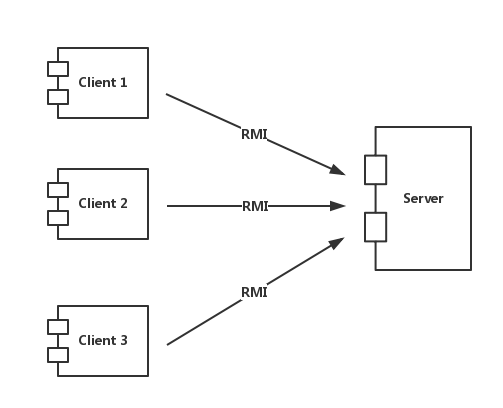 Client 1
RMI
Client 2
RMI
Server
RMI
Client 3